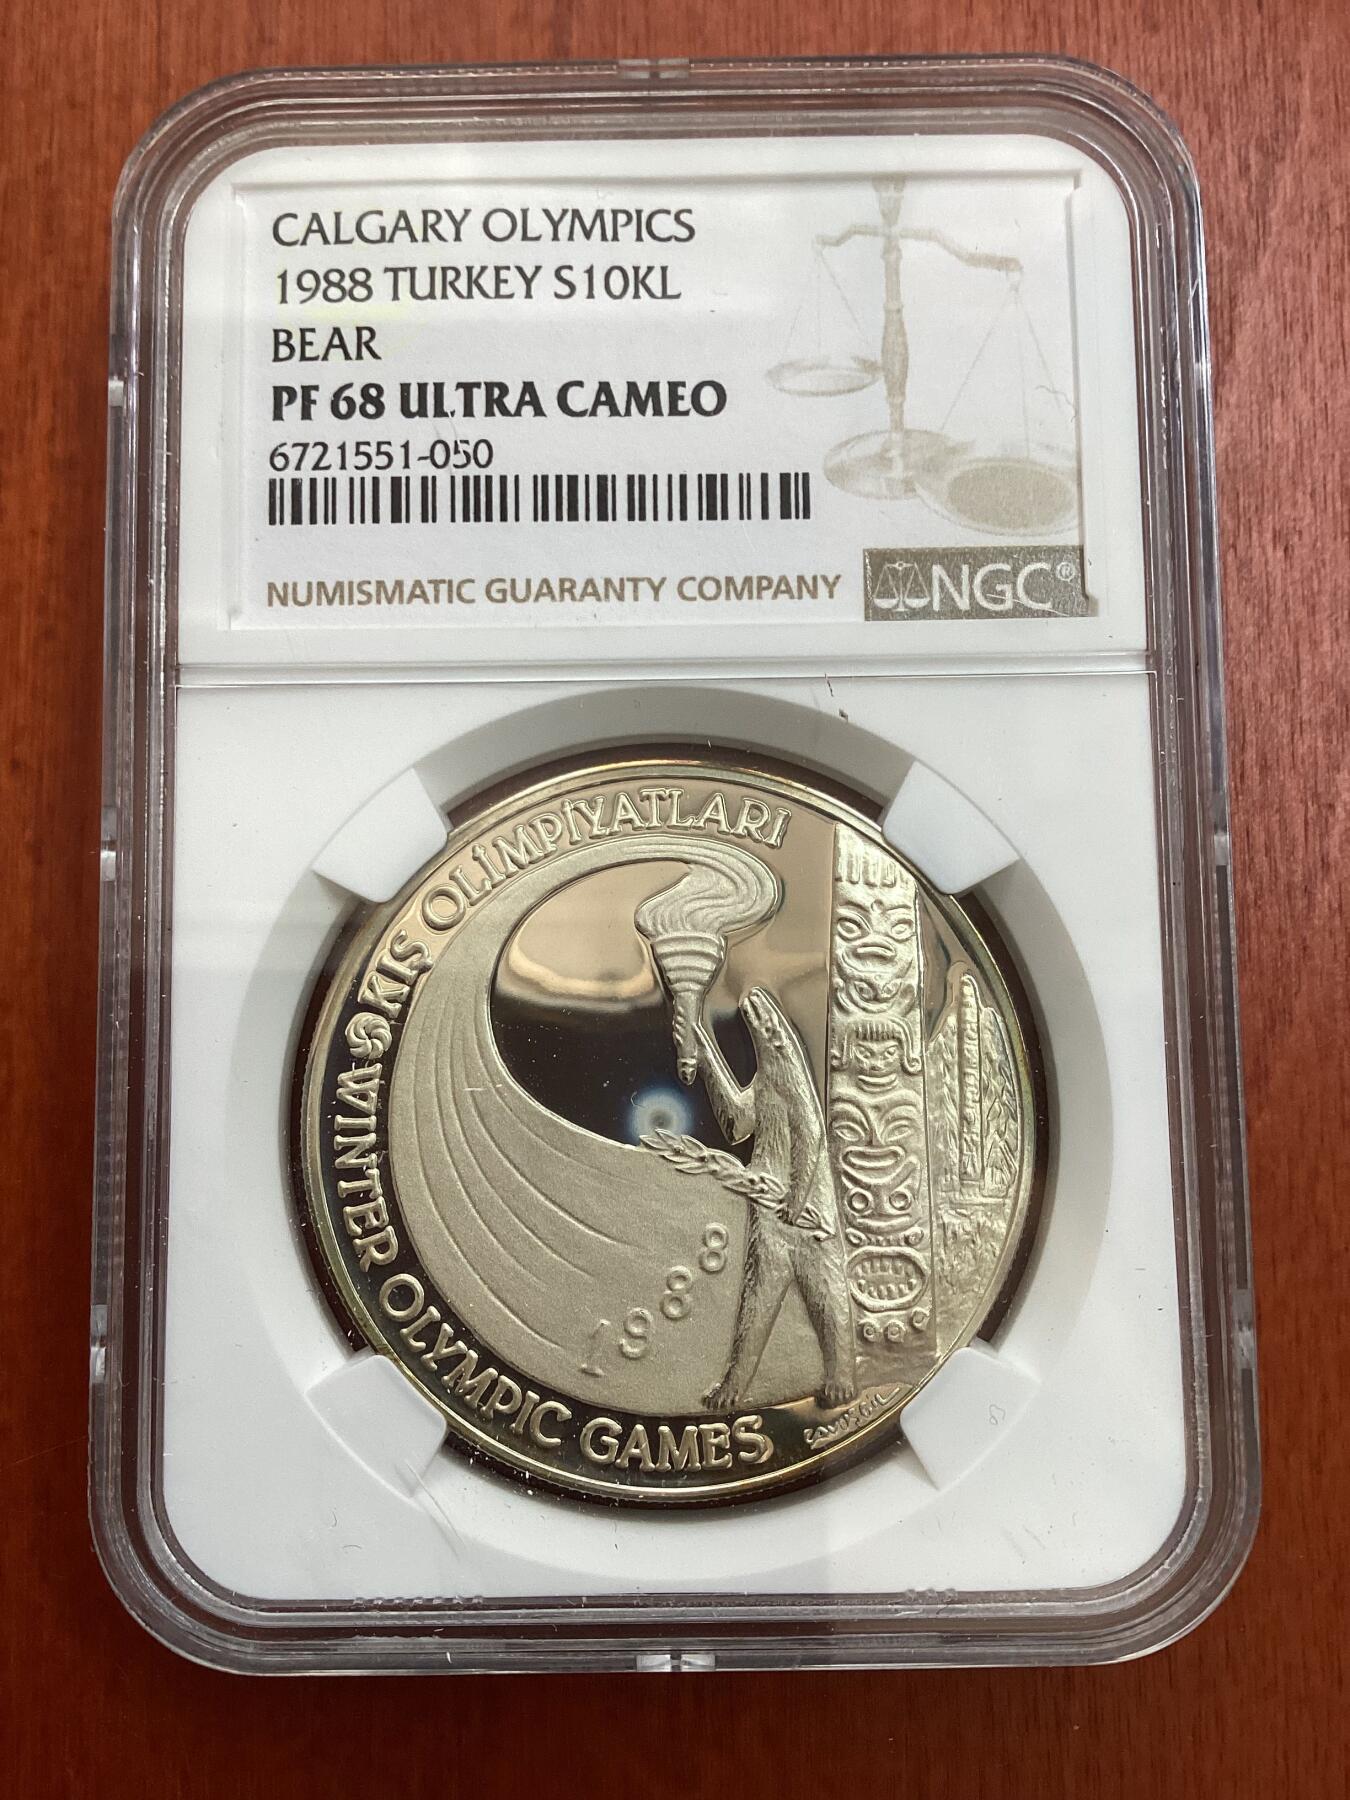 CALGARY OLYMPICS
1988 TURKEY S10KL
BEAR
PF 68 ULTRA CAMEO
6721551-050
NUMISMATIC GUARANTY COMPANY
NGC®
KIŞ OLİMPİYATLARI
WINTER OLYMPIC GAMES
1988
SAVUŞGİL